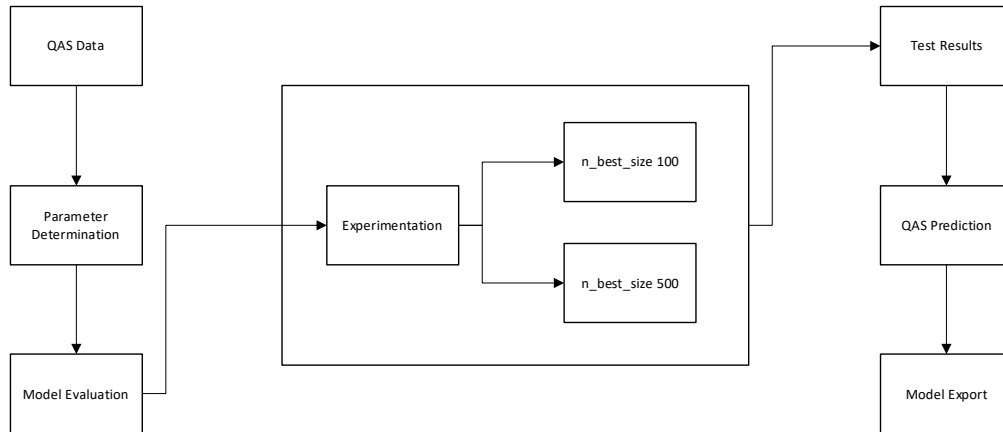 QAS Data
Parameter
Determination
Model Evaluation
Experimentation
n_best_size 100
n_best_size 500
Test Results
QAS Prediction
Model Export